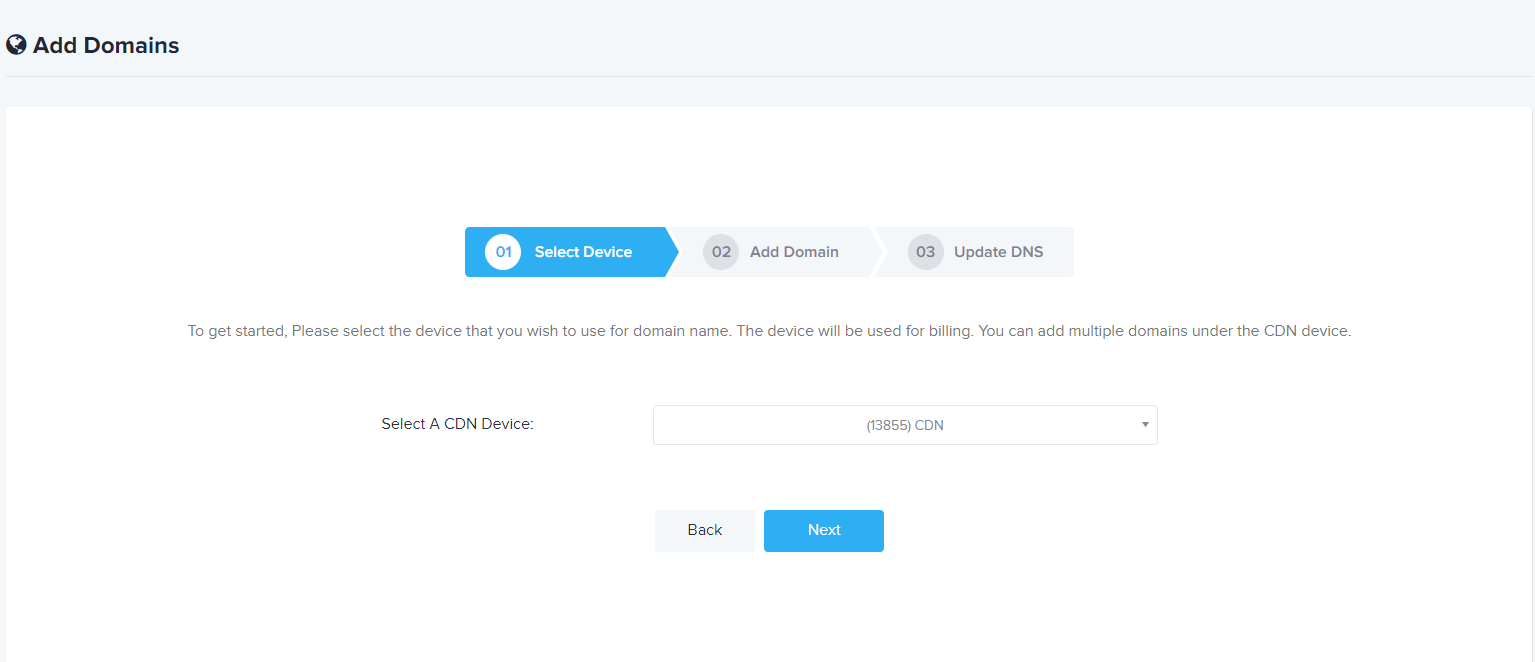 Add Domains
01 Select Device 02 Add Domain 03 Update DNS
To get started, Please select the device that you wish to use for domain name. The device will be used for billing. You can add multiple domains under the CDN device.
Select A CDN Device: (13855) CDN
Back Next